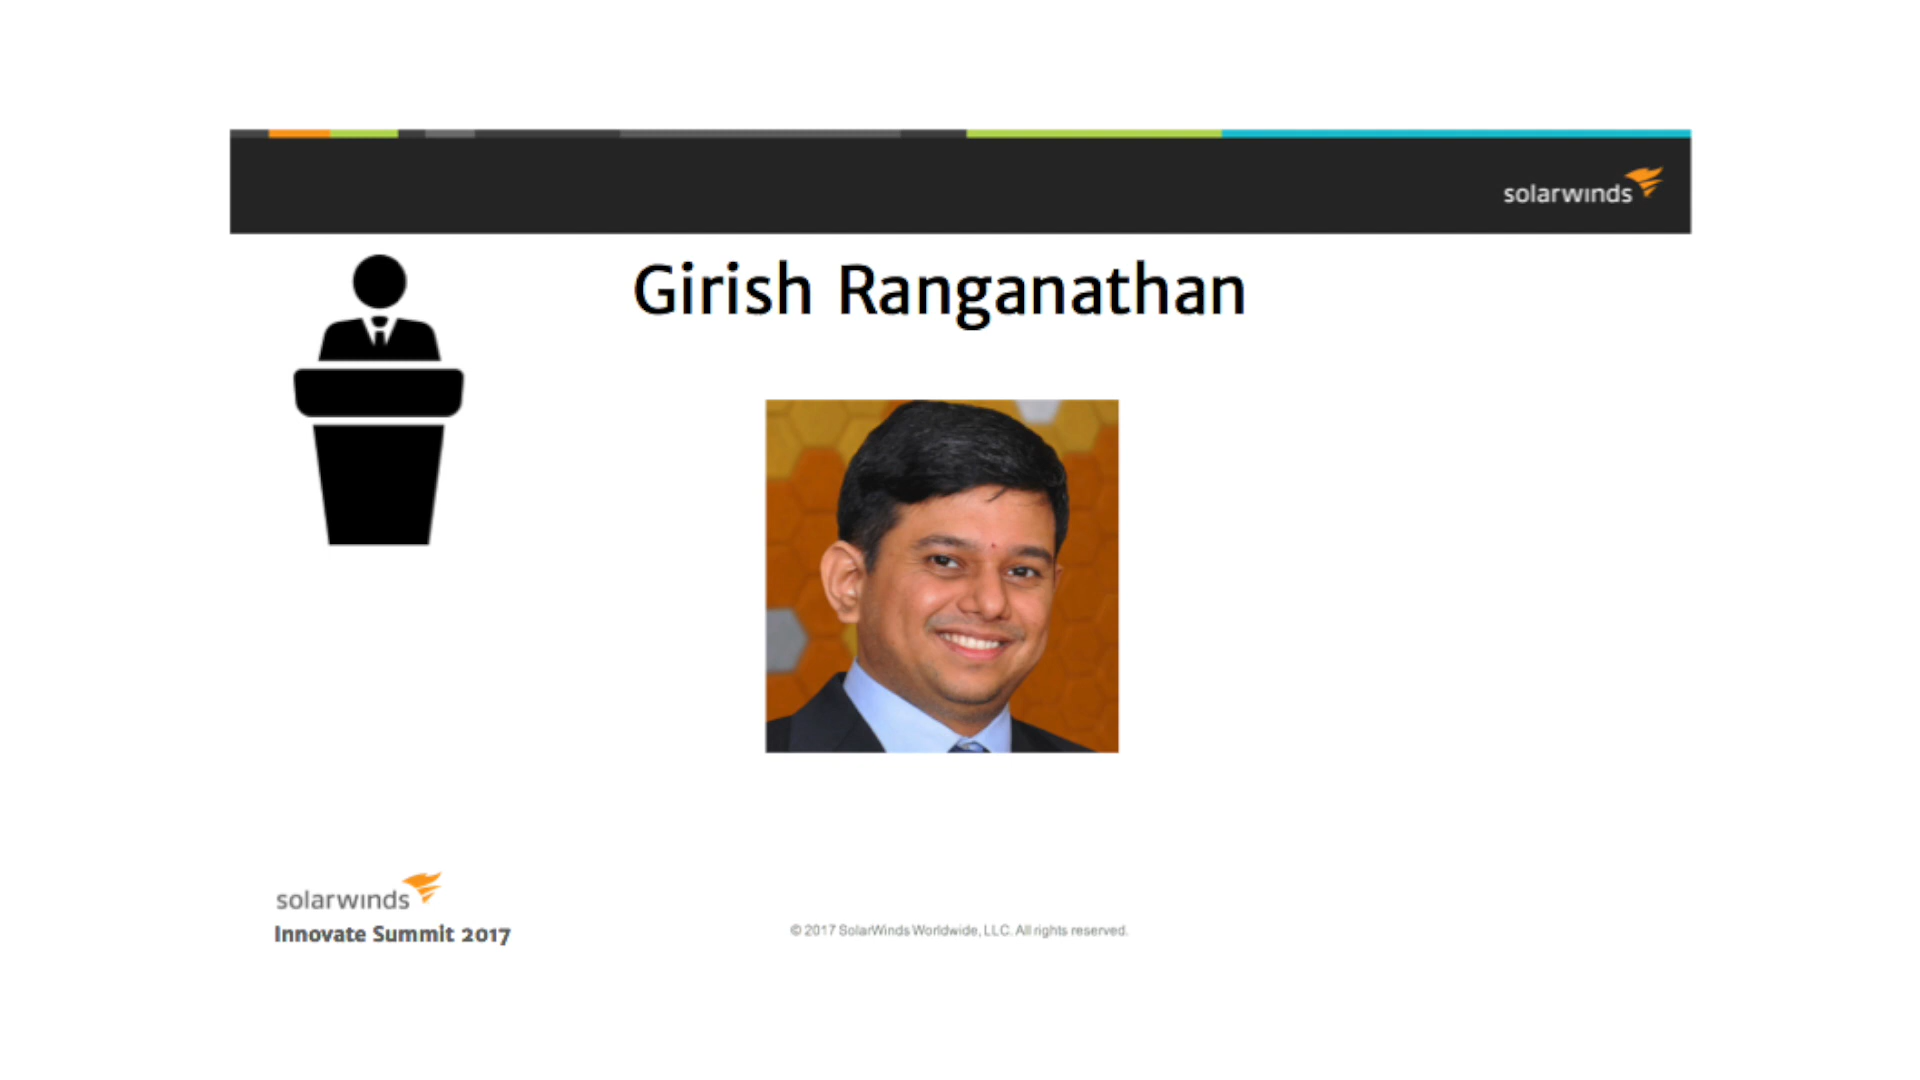 solarwinds
Girish Ranganathan
solarwinds
Innovate Summit 2017
© 2017 SolarWinds Worldwide, LLC. All rights reserved.